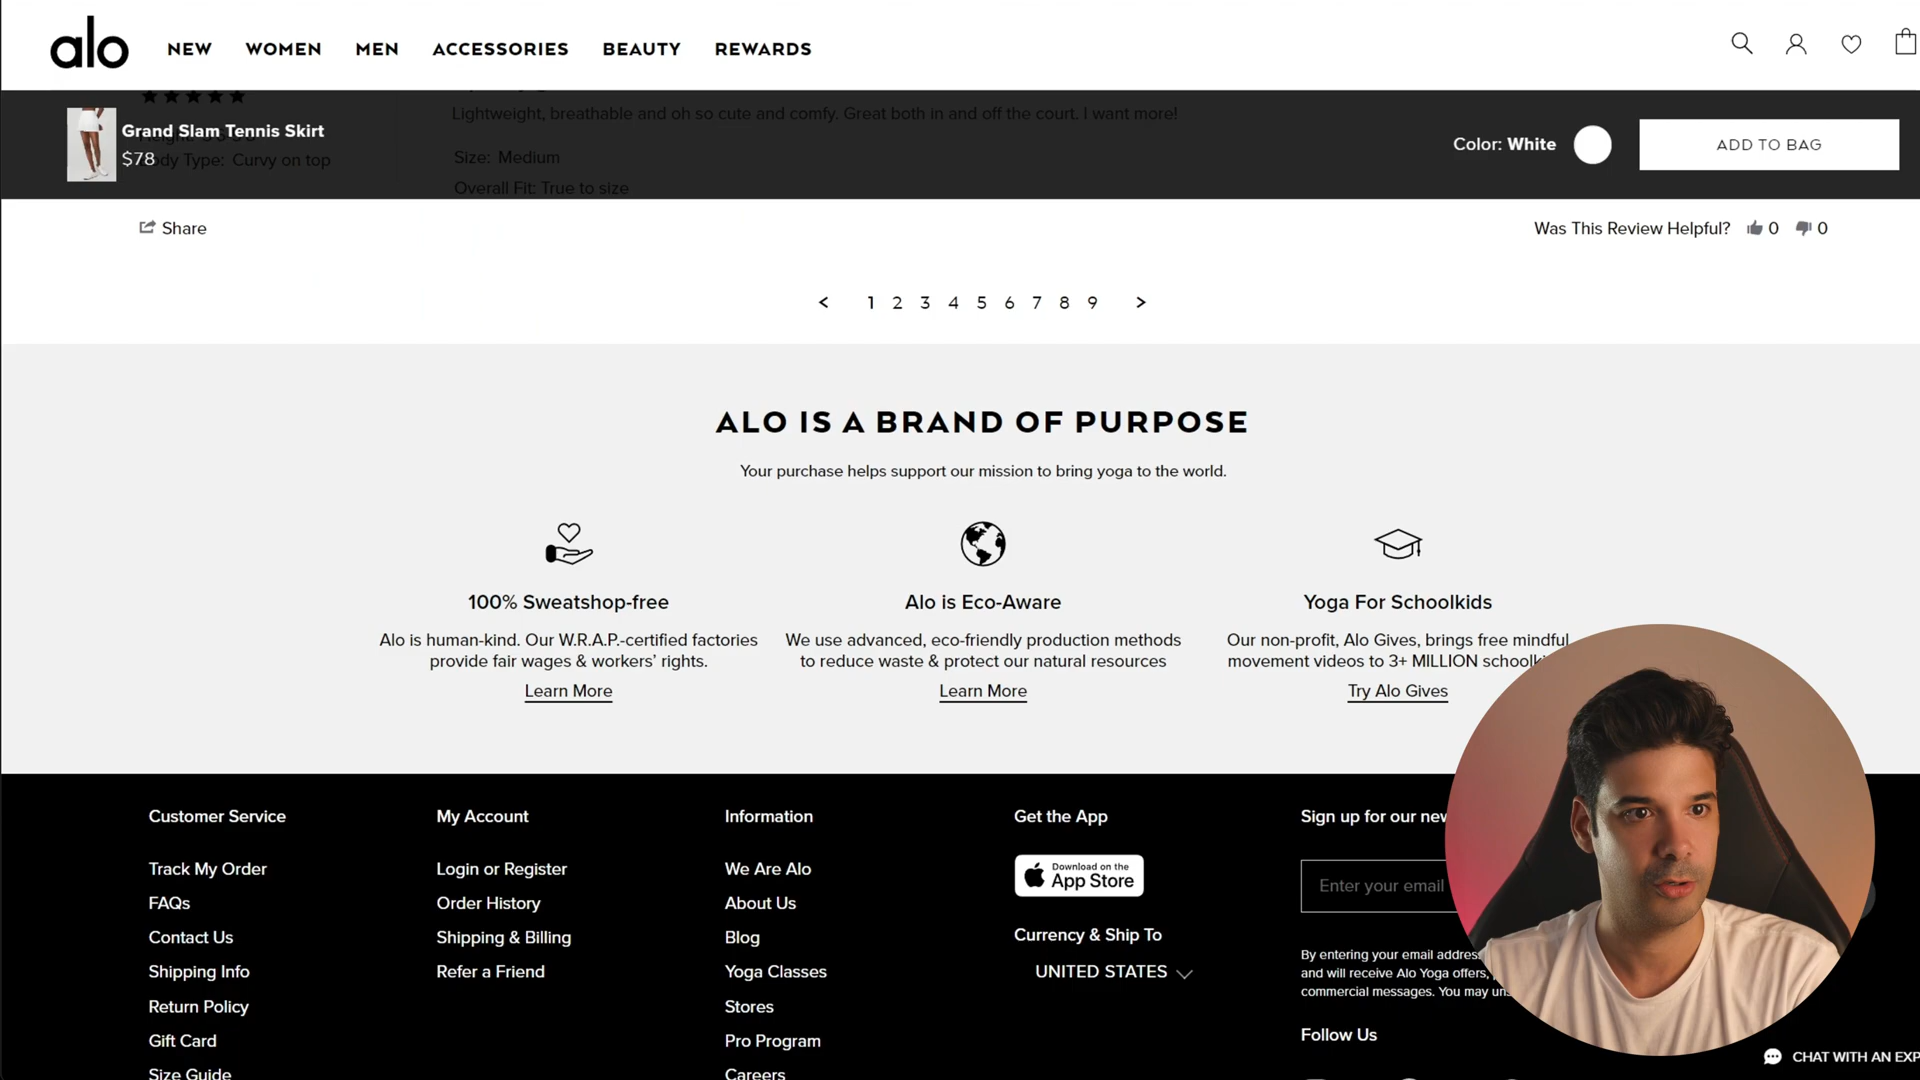 alo
NEW
WOMEN
MEN
ACCESSORIES
BEAUTY
REWARDS
Lightweight, breathable and oh so cute and comfy. Great both in and off the court. I want more!
Grand Slam Tennis Skirt
$78
Body Type: Curvy on top
Size: Medium
Overall Fit: True to size
Color: White
ADD TO BAG
Share
Was This Review Helpful? 0 0
< 1 2 3 4 5 6 7 8 9 >
ALO IS A BRAND OF PURPOSE
Your purchase helps support our mission to bring yoga to the world.
100% Sweatshop-free
Alo is human-kind. Our W.R.A.P.-certified factories
provide fair wages & workers’ rights.
Learn More
Alo is Eco-Aware
We use advanced, eco-friendly production methods
to reduce waste & protect our natural resources
Learn More
Yoga For Schoolkids
Our non-profit, Alo Gives, brings free mindful
movement videos to 3+ MILLION
Try Alo Gives
Customer Service
Track My Order
FAQs
Contact Us
Shipping Info
Return Policy
Gift Card
Size Guide
My Account
Login or Register
Order History
Shipping & Billing
Refer a Friend
Information
We Are Alo
About Us
Blog
Yoga Classes
Stores
Pro Program
Careers
Get the App
Download on the
App Store
Currency & Ship To
UNITED STATES
Sign up for our
Enter your email
By entering your email
and will receive Alo Yoga offers,
commercial messages. You may
Follow Us
CHAT WITH AN